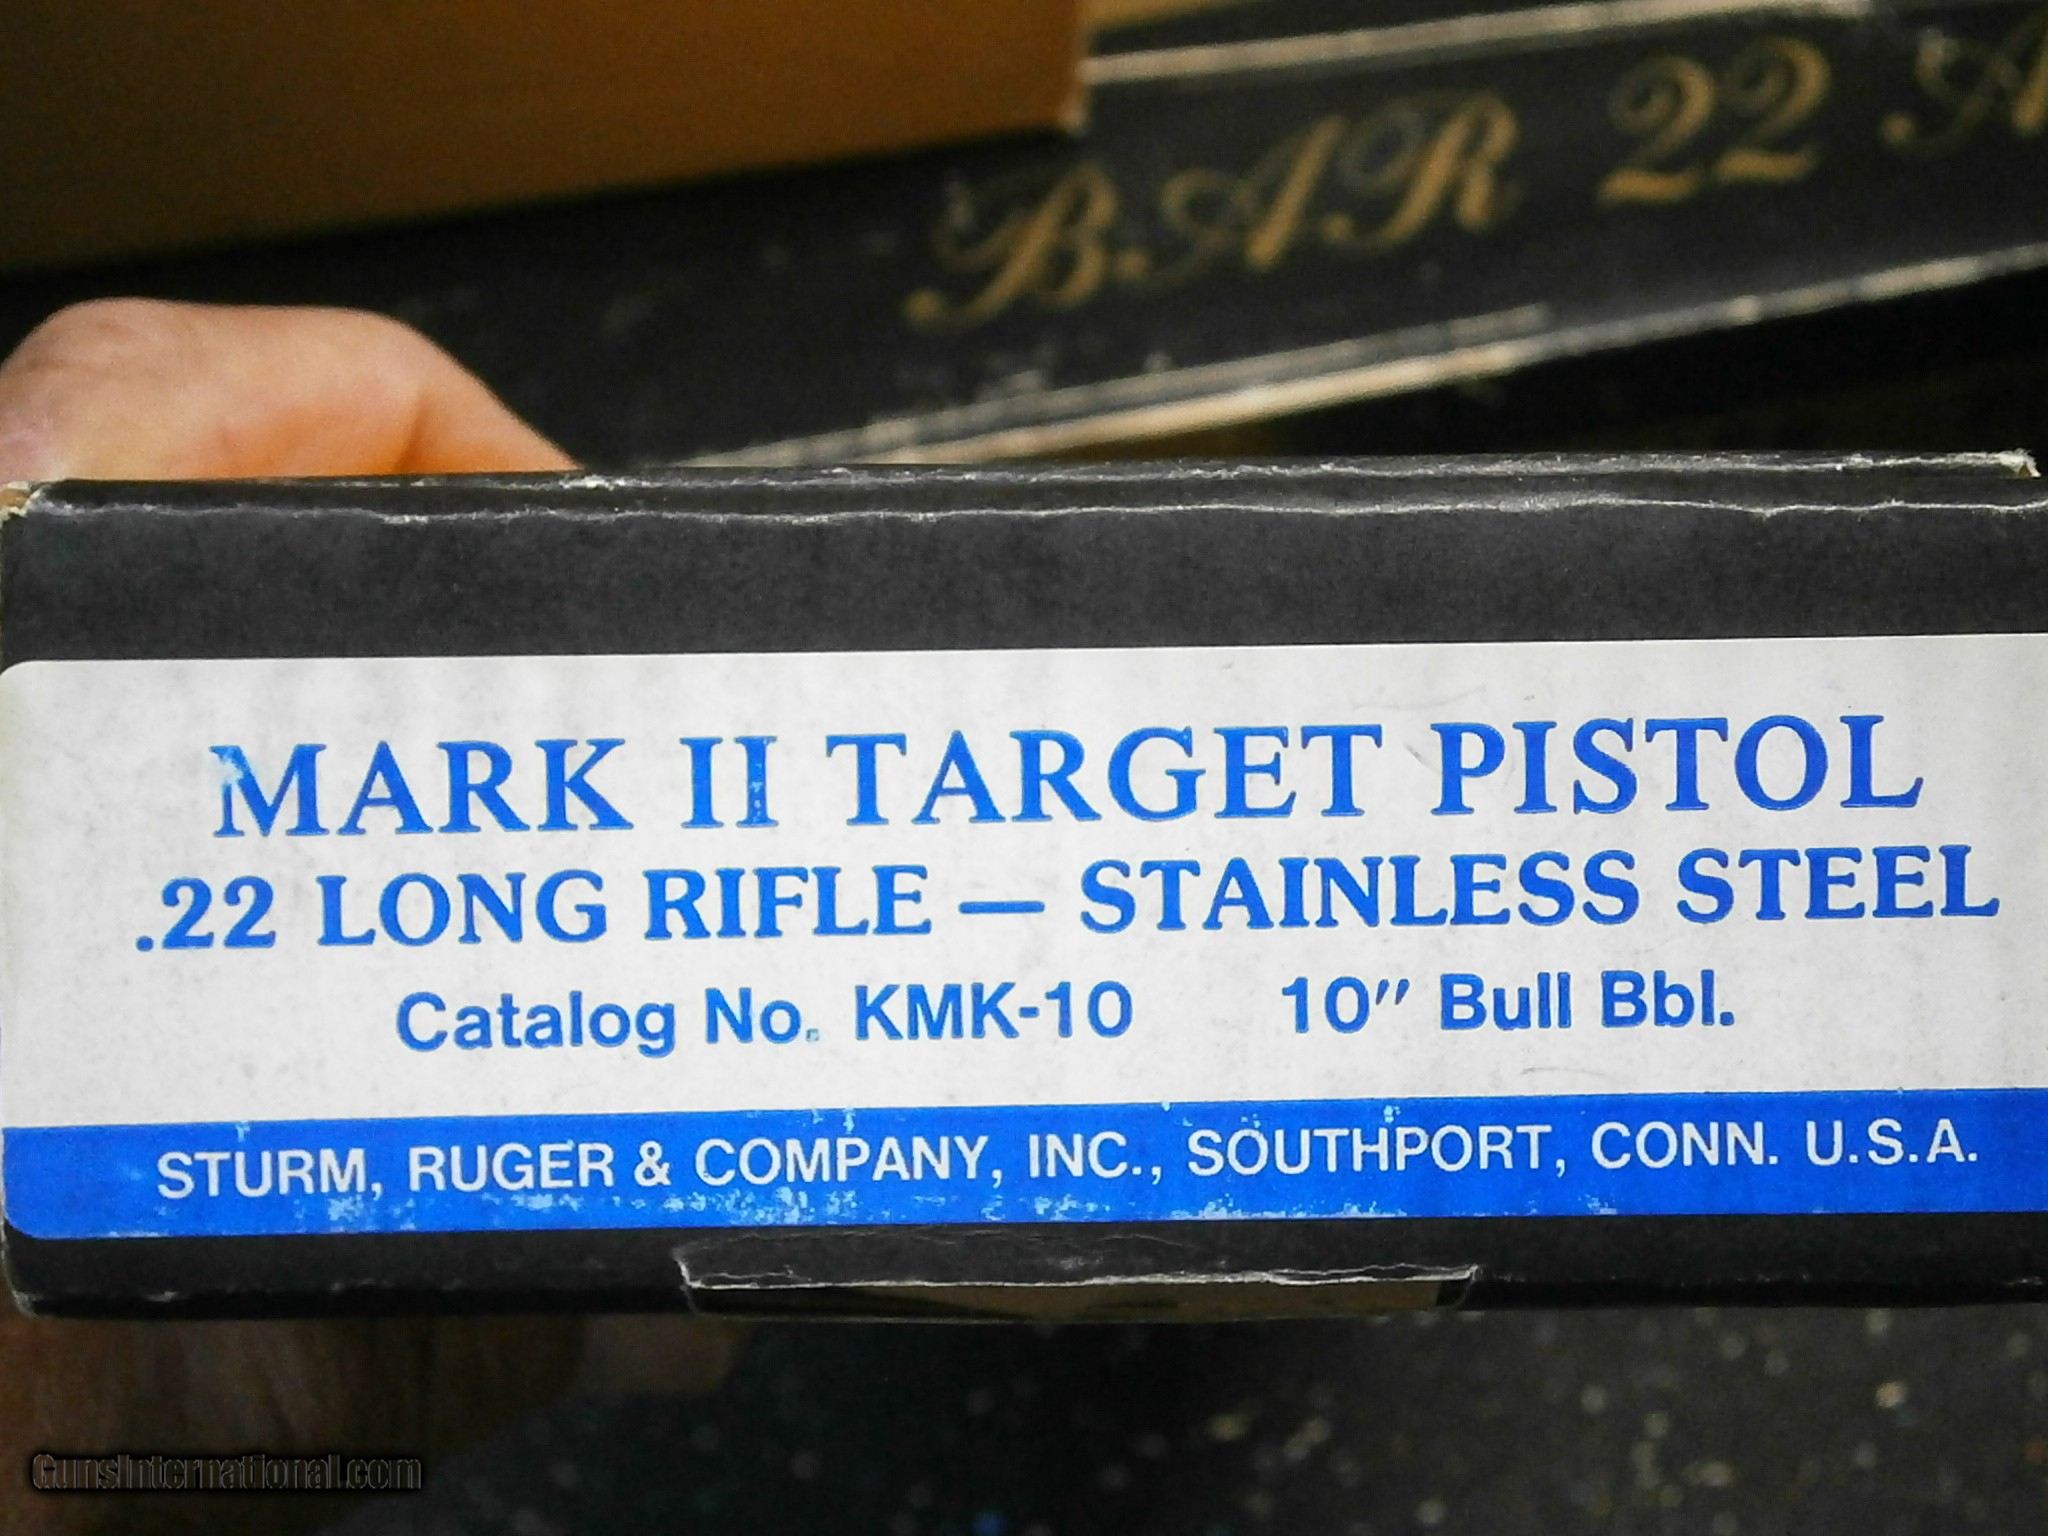 BAR 22 A
MARK II TARGET PISTOL
.22 LONG RIFLE — STAINLESS STEEL
Catalog No. KMK-10 10" Bull Bbl.
STURM, RUGER & COMPANY, INC., SOUTHPORT, CONN. U.S.A.
GunsInternational.com